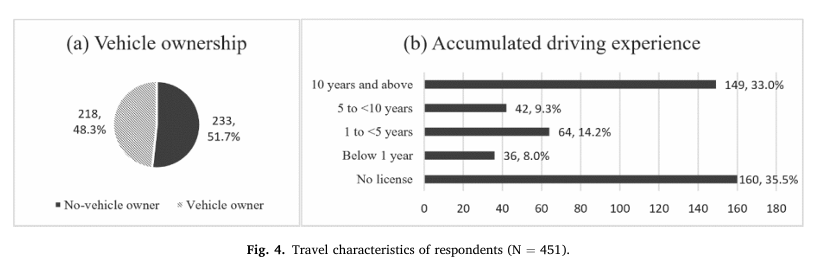 (a) Vehicle ownership
218,
48.3%
233,
51.7%
No-vehicle owner
Vehicle owner
(b) Accumulated driving experience
10 years and above
149, 33.0%
5 to <10 years
42, 9.3%
1 to <5 years
64, 14.2%
Below 1 year
36, 8.0%
No license
160, 35.5%
0 20 40 60 80 100 120 140 160 180
Fig. 4. Travel characteristics of respondents (N = 451).